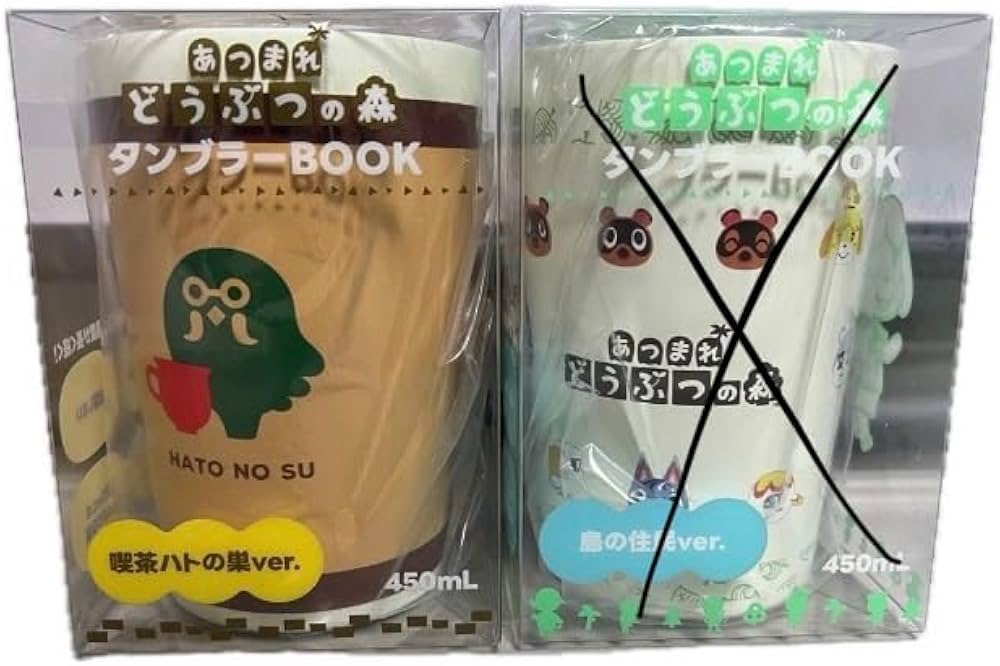 あつまれ
どうぶつの森
タンブラーBOOK
HATO NO SU
喫茶ハトの巣ver.
450mL
あつまれ
どうぶつの森
タンブラーBOOK
あつまれ
どうぶつの森
島の住民ver.
450mL